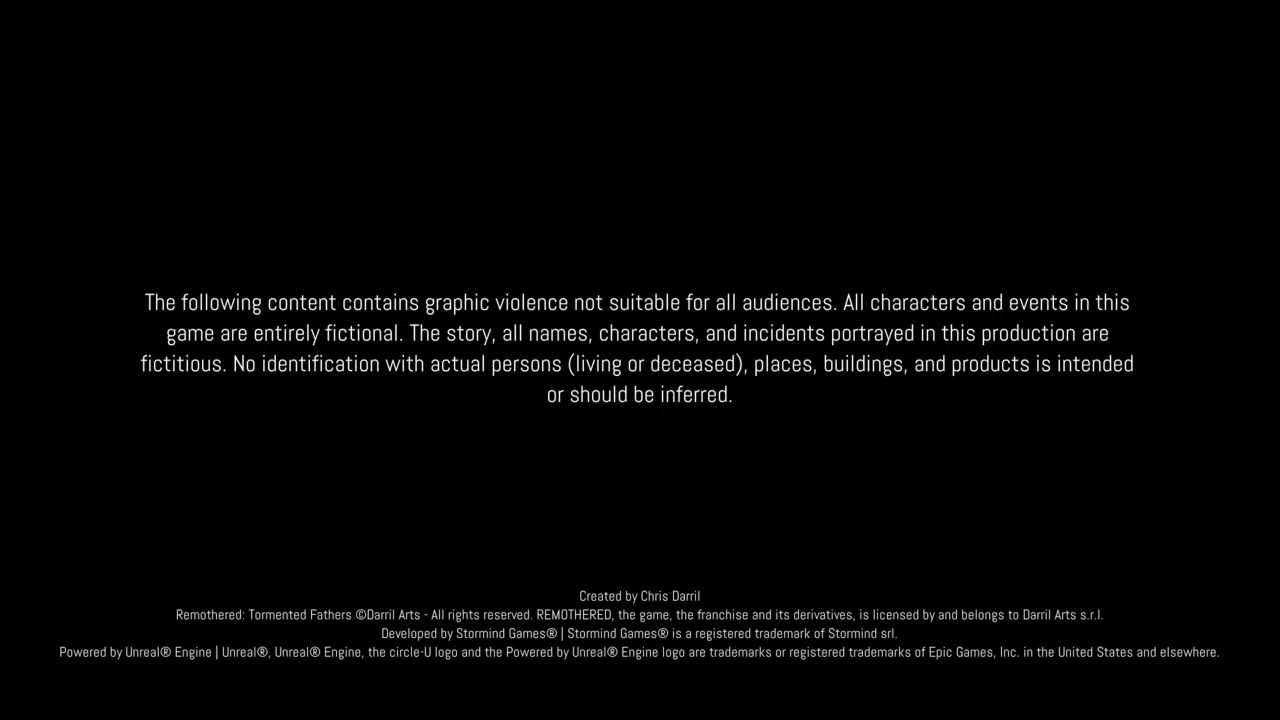 The following content contains graphic violence not suitable for all audiences. All characters and events in this
game are entirely fictional. The story, all names, characters, and incidents portrayed in this production are
fictitious. No identification with actual persons (living or deceased), places, buildings, and products is intended
or should be inferred.
Created by Chris Darril
Remothered: Tormented Fathers ©Darril Arts - All rights reserved. REMOTHERED, the game, the franchise and its derivatives, is licensed by and belongs to Darril Arts s.r.l.
Developed by Stormind Games® | Stormind Games® is a registered trademark of Stormind srl.
Powered by Unreal® Engine | Unreal®, Unreal® Engine, the circle-U logo and the Powered by Unreal® Engine logo are trademarks or registered trademarks of Epic Games, Inc. in the United States and elsewhere.